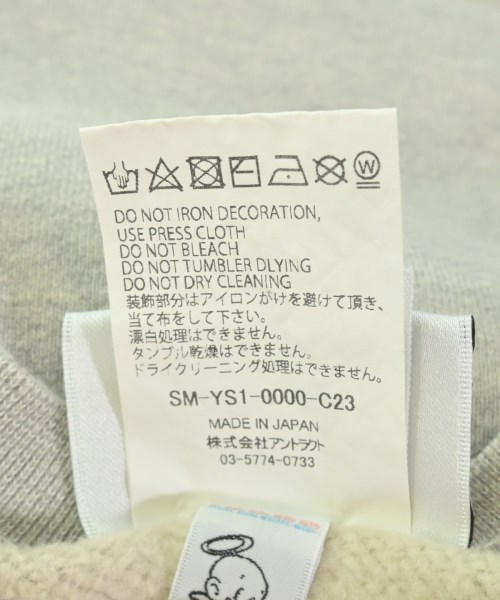 DO NOT IRON DECORATION,
USE PRESS CLOTH
DO NOT BLEACH
DO NOT TUMBLER DLYING
DO NOT DRY CLEANING
装飾部分はアイロンがけを避けて頂き、
当て布をして下さい。
漂白処理はできません。
タンブル乾燥はできません。
ドライクリーニング処理はできません。
SM-YS1-0000-C23
MADE IN JAPAN
株式会社アントラクト
03-5774-0733